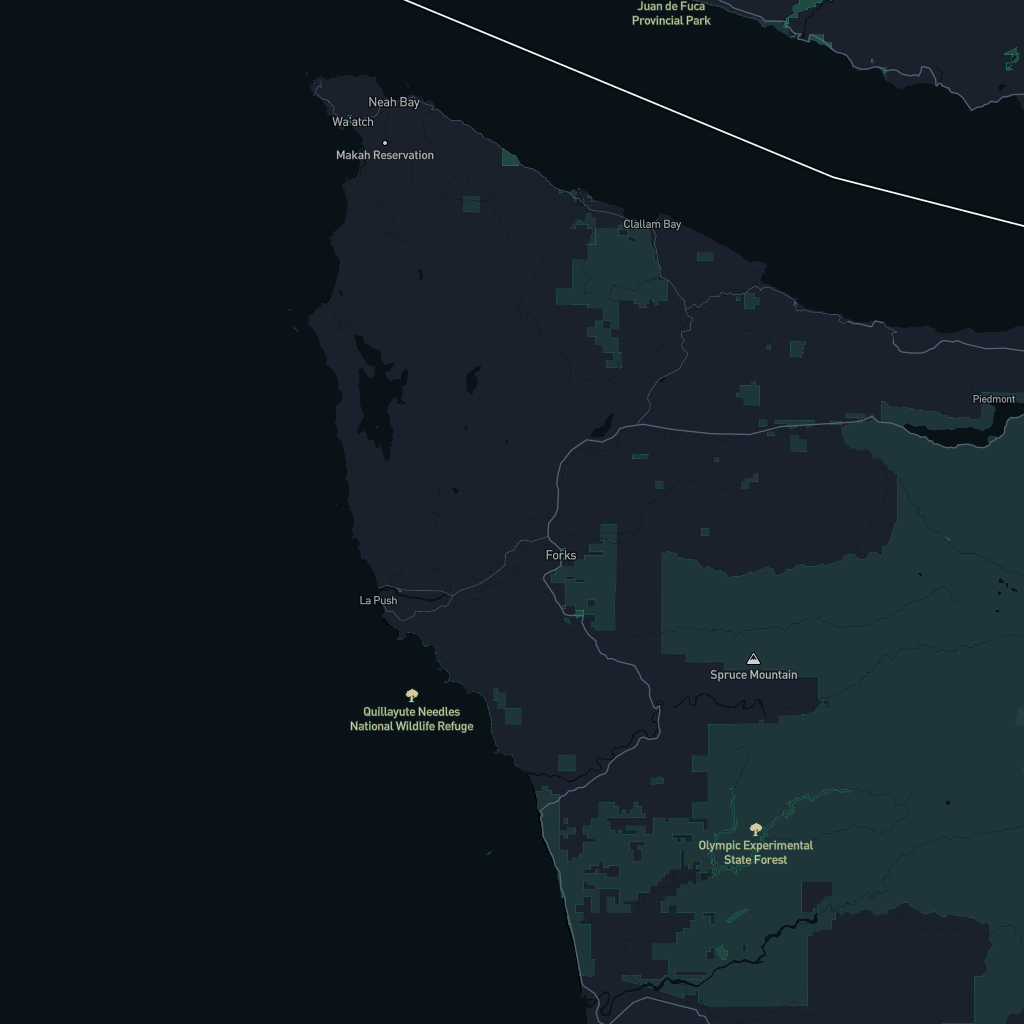 Juan de Fuca
Provincial Park
Neah Bay
Wa atch
Makah Reservation
Clallam Bay
Piedmont
Forks
La Push
Spruce Mountain
Quillayute Needles
National Wildlife Refuge
Olympic Experimental
State Forest